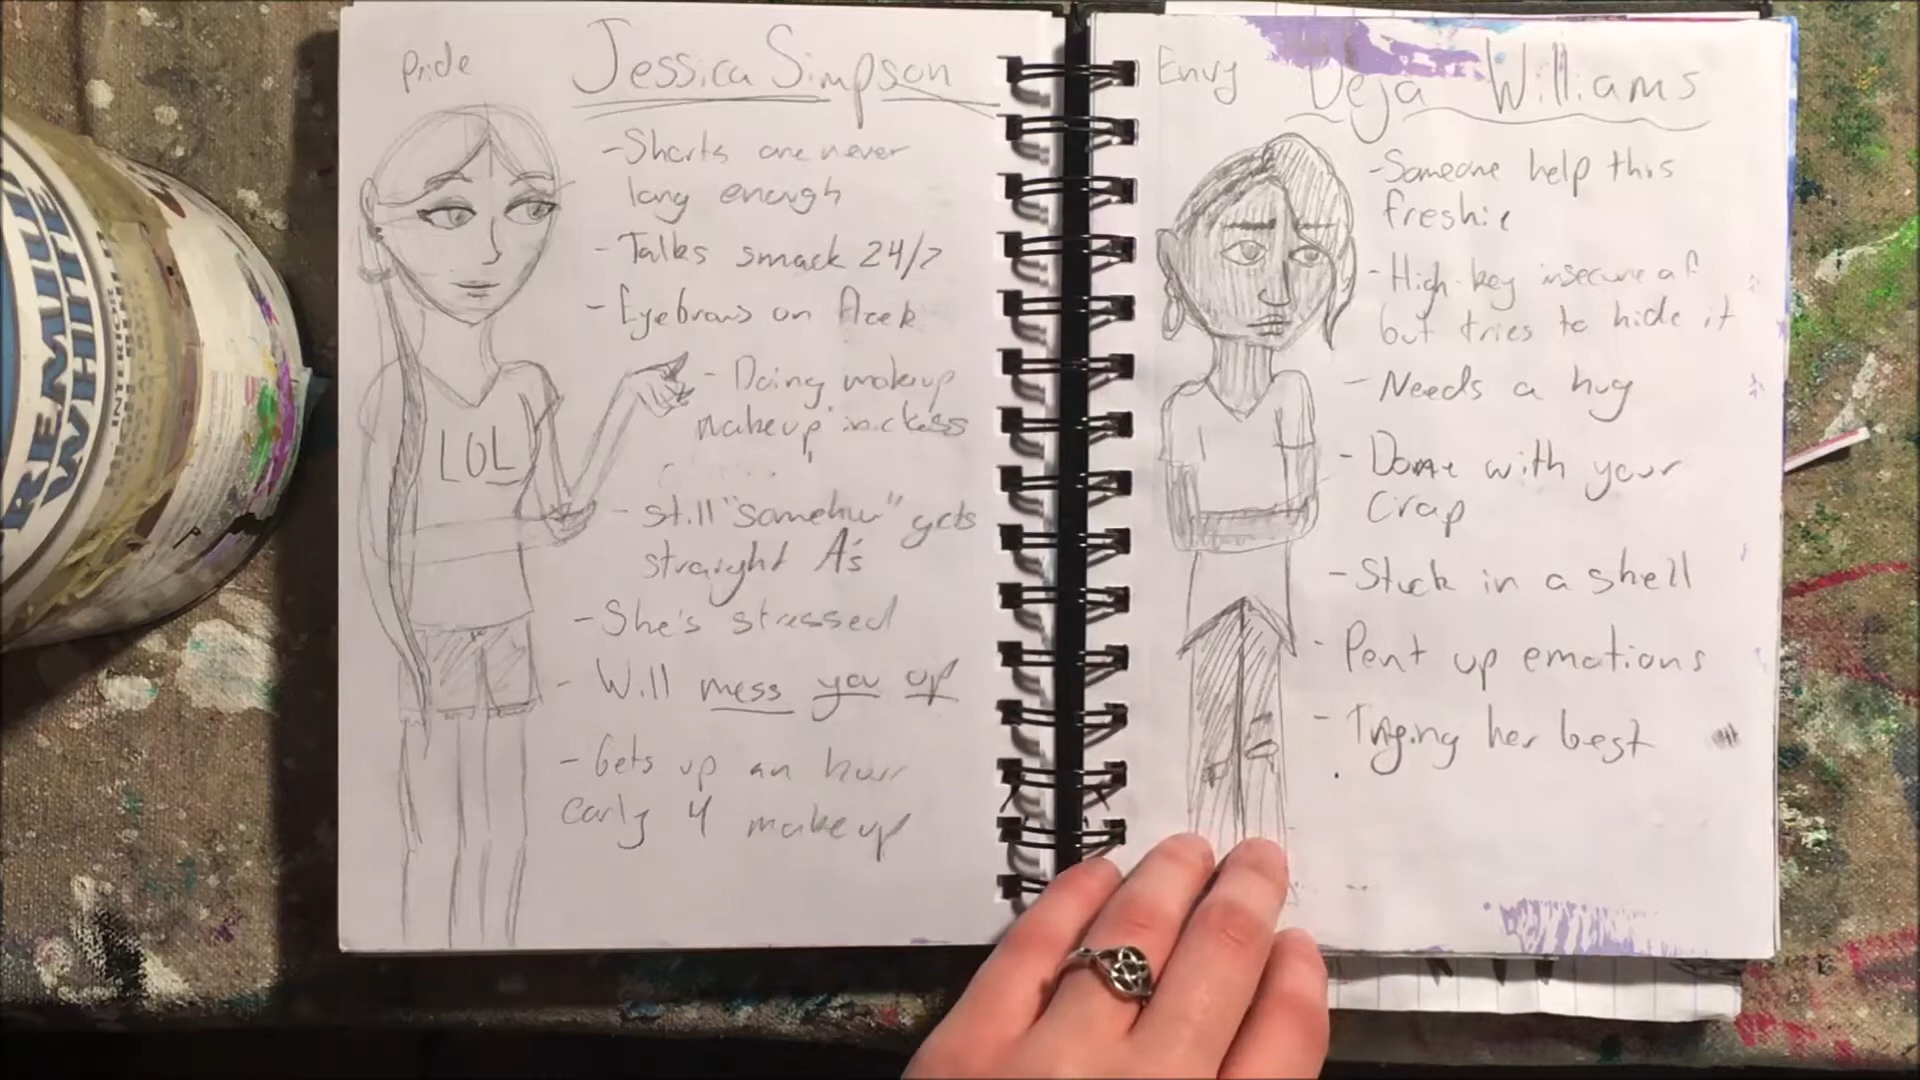 PREMIUM
WHITE
INTERIOR
Pride
Jessica Simpson
-Shorts are never
long enough
-Talks smack 24/7
-Eyebrows on fleek
-Doing makeup
makeup in class
-still "somehow" gets
straight A's
-She's stressed
-Will mess you up
-Gets up an hour
early 4 makeup
LOL
Envy
Deja Williams
-Someone help this
freshie
-High-key insecure af
but tries to hide it
-Needs a hug
-Done with your
crap
-Stuck in a shell
-Pent up emotions
-Trying her best